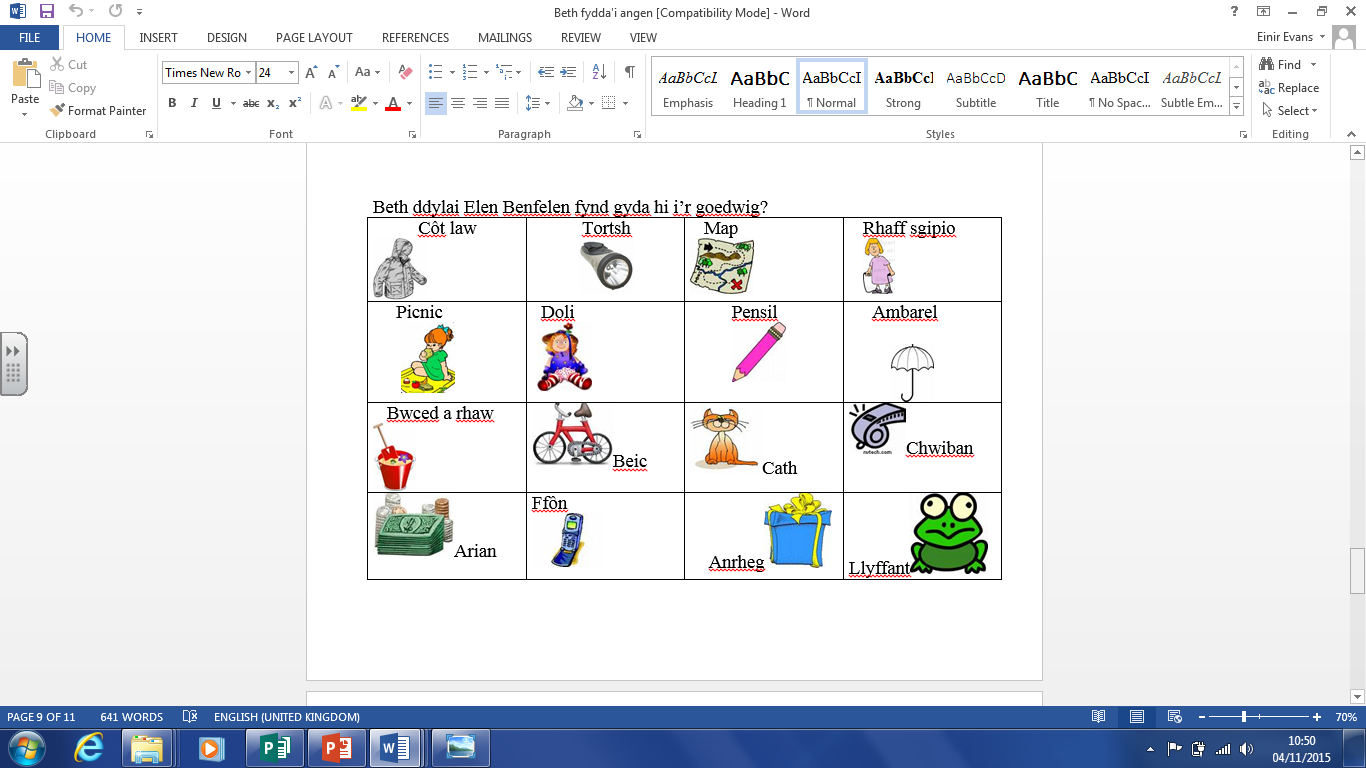 Beth fydda'i angen [Compatibility Mode] - Word
FILE HOME INSERT DESIGN PAGE LAYOUT REFERENCES MAILINGS REVIEW VIEW Einir Evans
Paste
Cut
Copy
Format Painter
Clipboard
Times New Ro 24
Font
Paragraph
AaBbCcI AaBbC AaBbCcI AaBbCcI AaBbCcD AaBbC AaBbCcI AaBbCcI
Emphasis Heading 1 ¶ Normal Strong Subtitle Title ¶ No Spac... Subtle Em...
Styles
Find
Replace
Select
Editing
Beth ddylai Elen Benfelen fynd gyda hi i'r goedwig?
Côt law Tortsh Map Rhaff sgipio
Picnic Doli Pensil Ambarel
Bwced a rhaw Beic Cath Chwiban
Arian Ffôn Anrheg Llyffant
PAGE 9 OF 11 641 WORDS ENGLISH (UNITED KINGDOM) 70%
10:50
04/11/2015